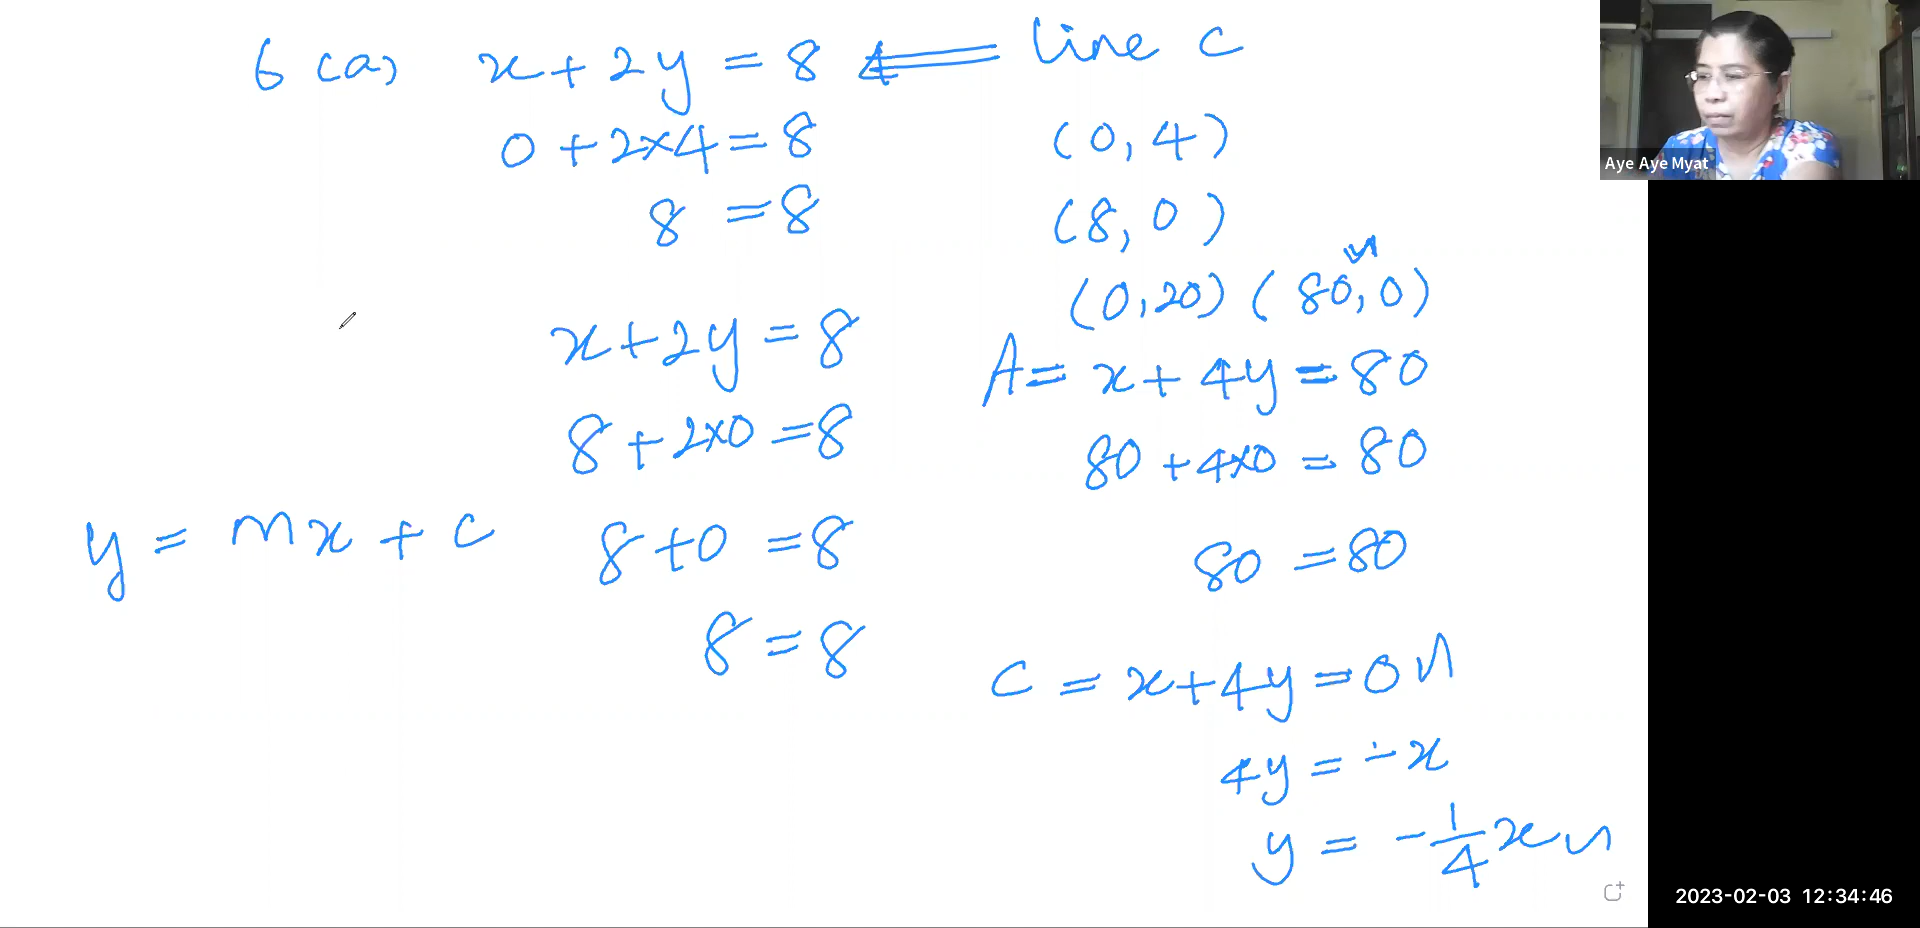 6 (a) x + 2y = 8 ⟸ line C
0 + 2×4 = 8
8 = 8
(0, 4)
(8, 0)
(0, 20) (80, 0)
x + 2y = 8
8 + 2×0 = 8
8 + 0 = 8
8 = 8
A = x + 4y = 80
80 + 4×0 = 80
80 = 80
y = mx + c
C = x + 4y = 0
4y = -x
y = -1/4 x
Aye Aye Myat
2023-02-03 12:34:46